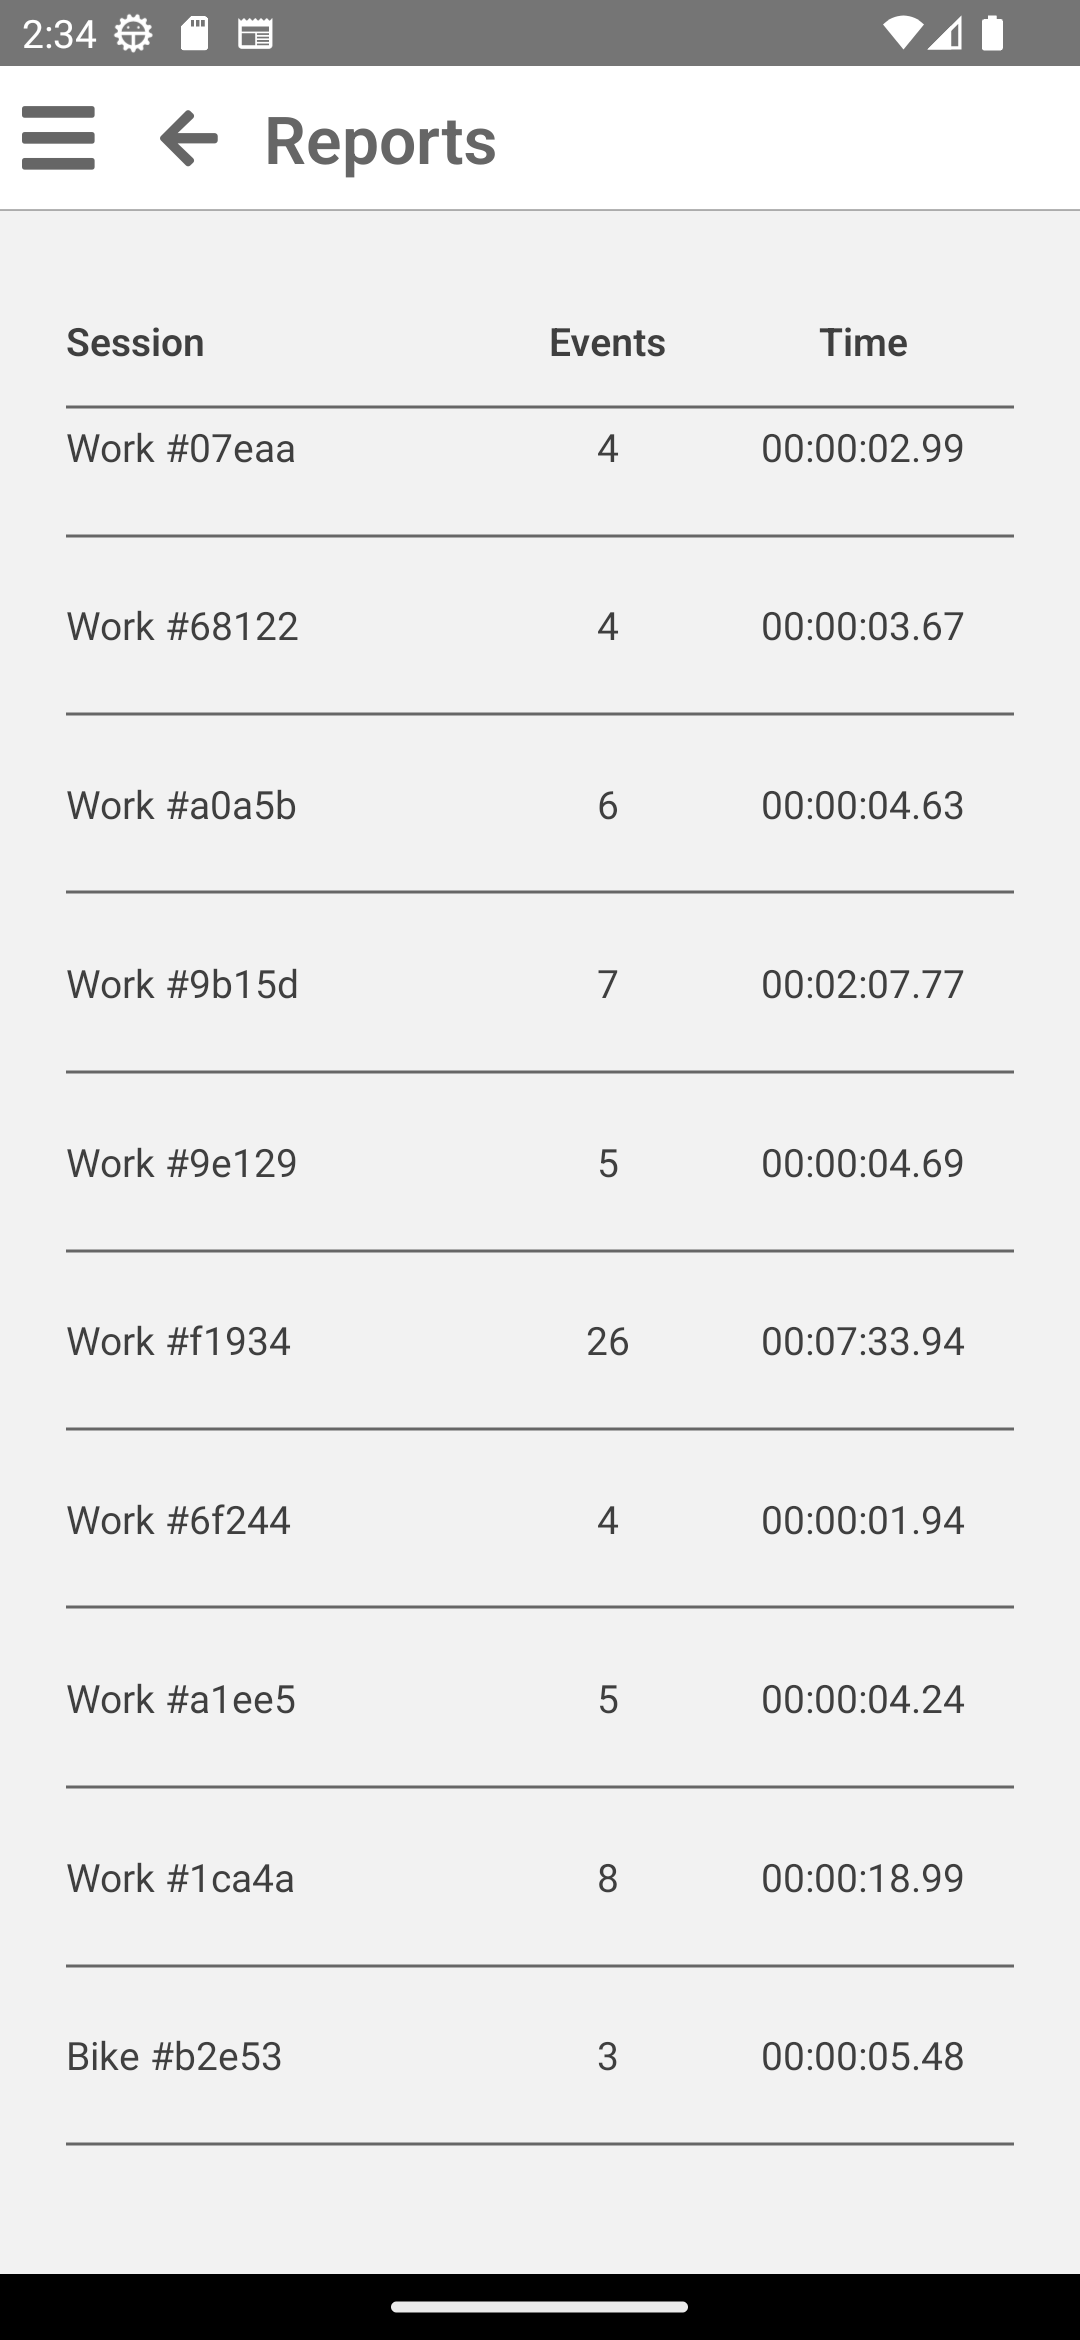 2:34
Reports
Session Events Time
Work #07eaa 4 00:00:02.99
Work #68122 4 00:00:03.67
Work #a0a5b 6 00:00:04.63
Work #9b15d 7 00:02:07.77
Work #9e129 5 00:00:04.69
Work #f1934 26 00:07:33.94
Work #6f244 4 00:00:01.94
Work #a1ee5 5 00:00:04.24
Work #1ca4a 8 00:00:18.99
Bike #b2e53 3 00:00:05.48